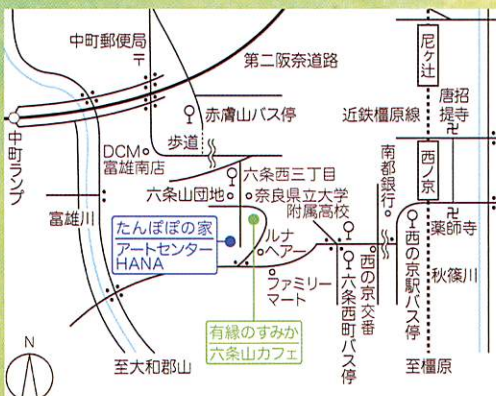 中町郵便局
〒
第二阪奈道路
尼ヶ辻
赤膚山バス停
近鉄橿原線
唐招
提寺
卍
中町ランプ
歩道
DCM
富雄南店
六条西三丁目
西ノ京
南都銀行
六条山団地
奈良県立大学
附属高校
富雄川
卍
薬師寺
たんぽぽの家
アートセンター
HANA
ルナ
ヘアー
西の京駅バス停
秋篠川
ファミリー
マート
六条西町バス停
西の京交番
有縁のすみか
六条山カフェ
N
至大和郡山
至橿原